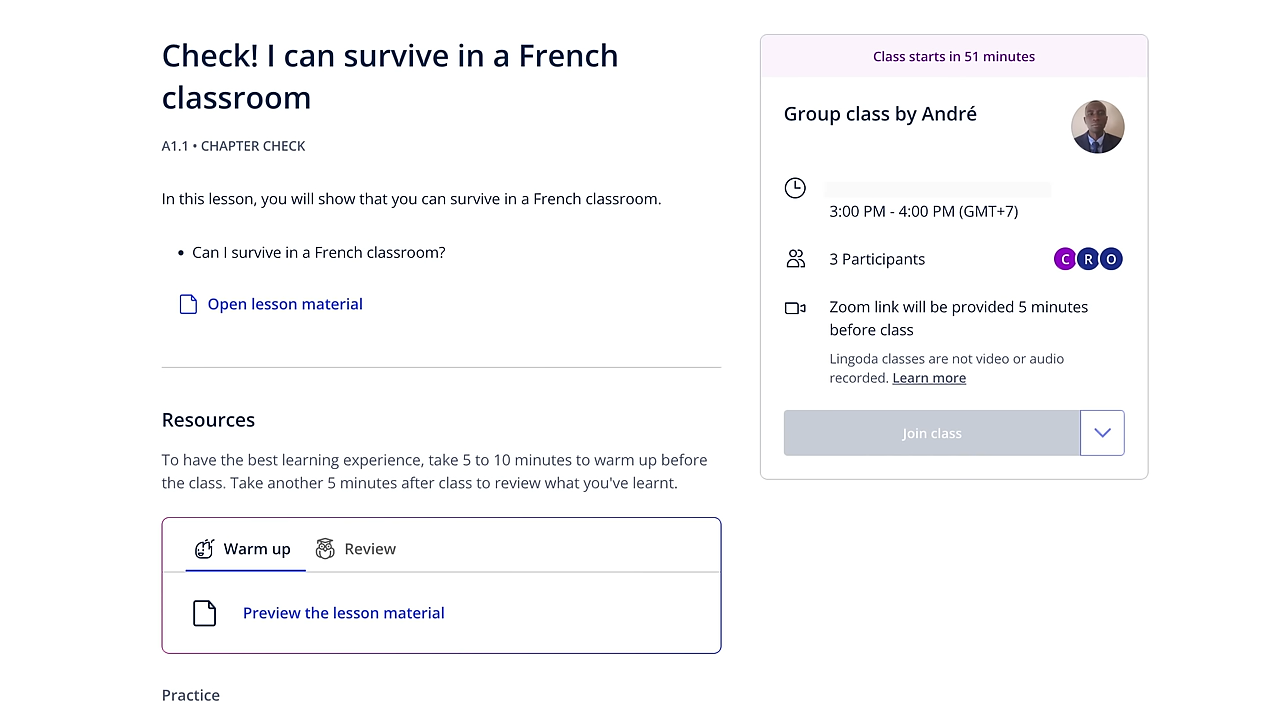 Check! I can survive in a French
classroom
A1.1 • CHAPTER CHECK
In this lesson, you will show that you can survive in a French classroom.
• Can I survive in a French classroom?
Open lesson material
Resources
To have the best learning experience, take 5 to 10 minutes to warm up before
the class. Take another 5 minutes after class to review what you've learnt.
Warm up
Review
Preview the lesson material
Practice
Class starts in 51 minutes
Group class by André
3:00 PM - 4:00 PM (GMT+7)
3 Participants
C R O
Zoom link will be provided 5 minutes
before class
Lingoda classes are not video or audio
recorded. Learn more
Join class